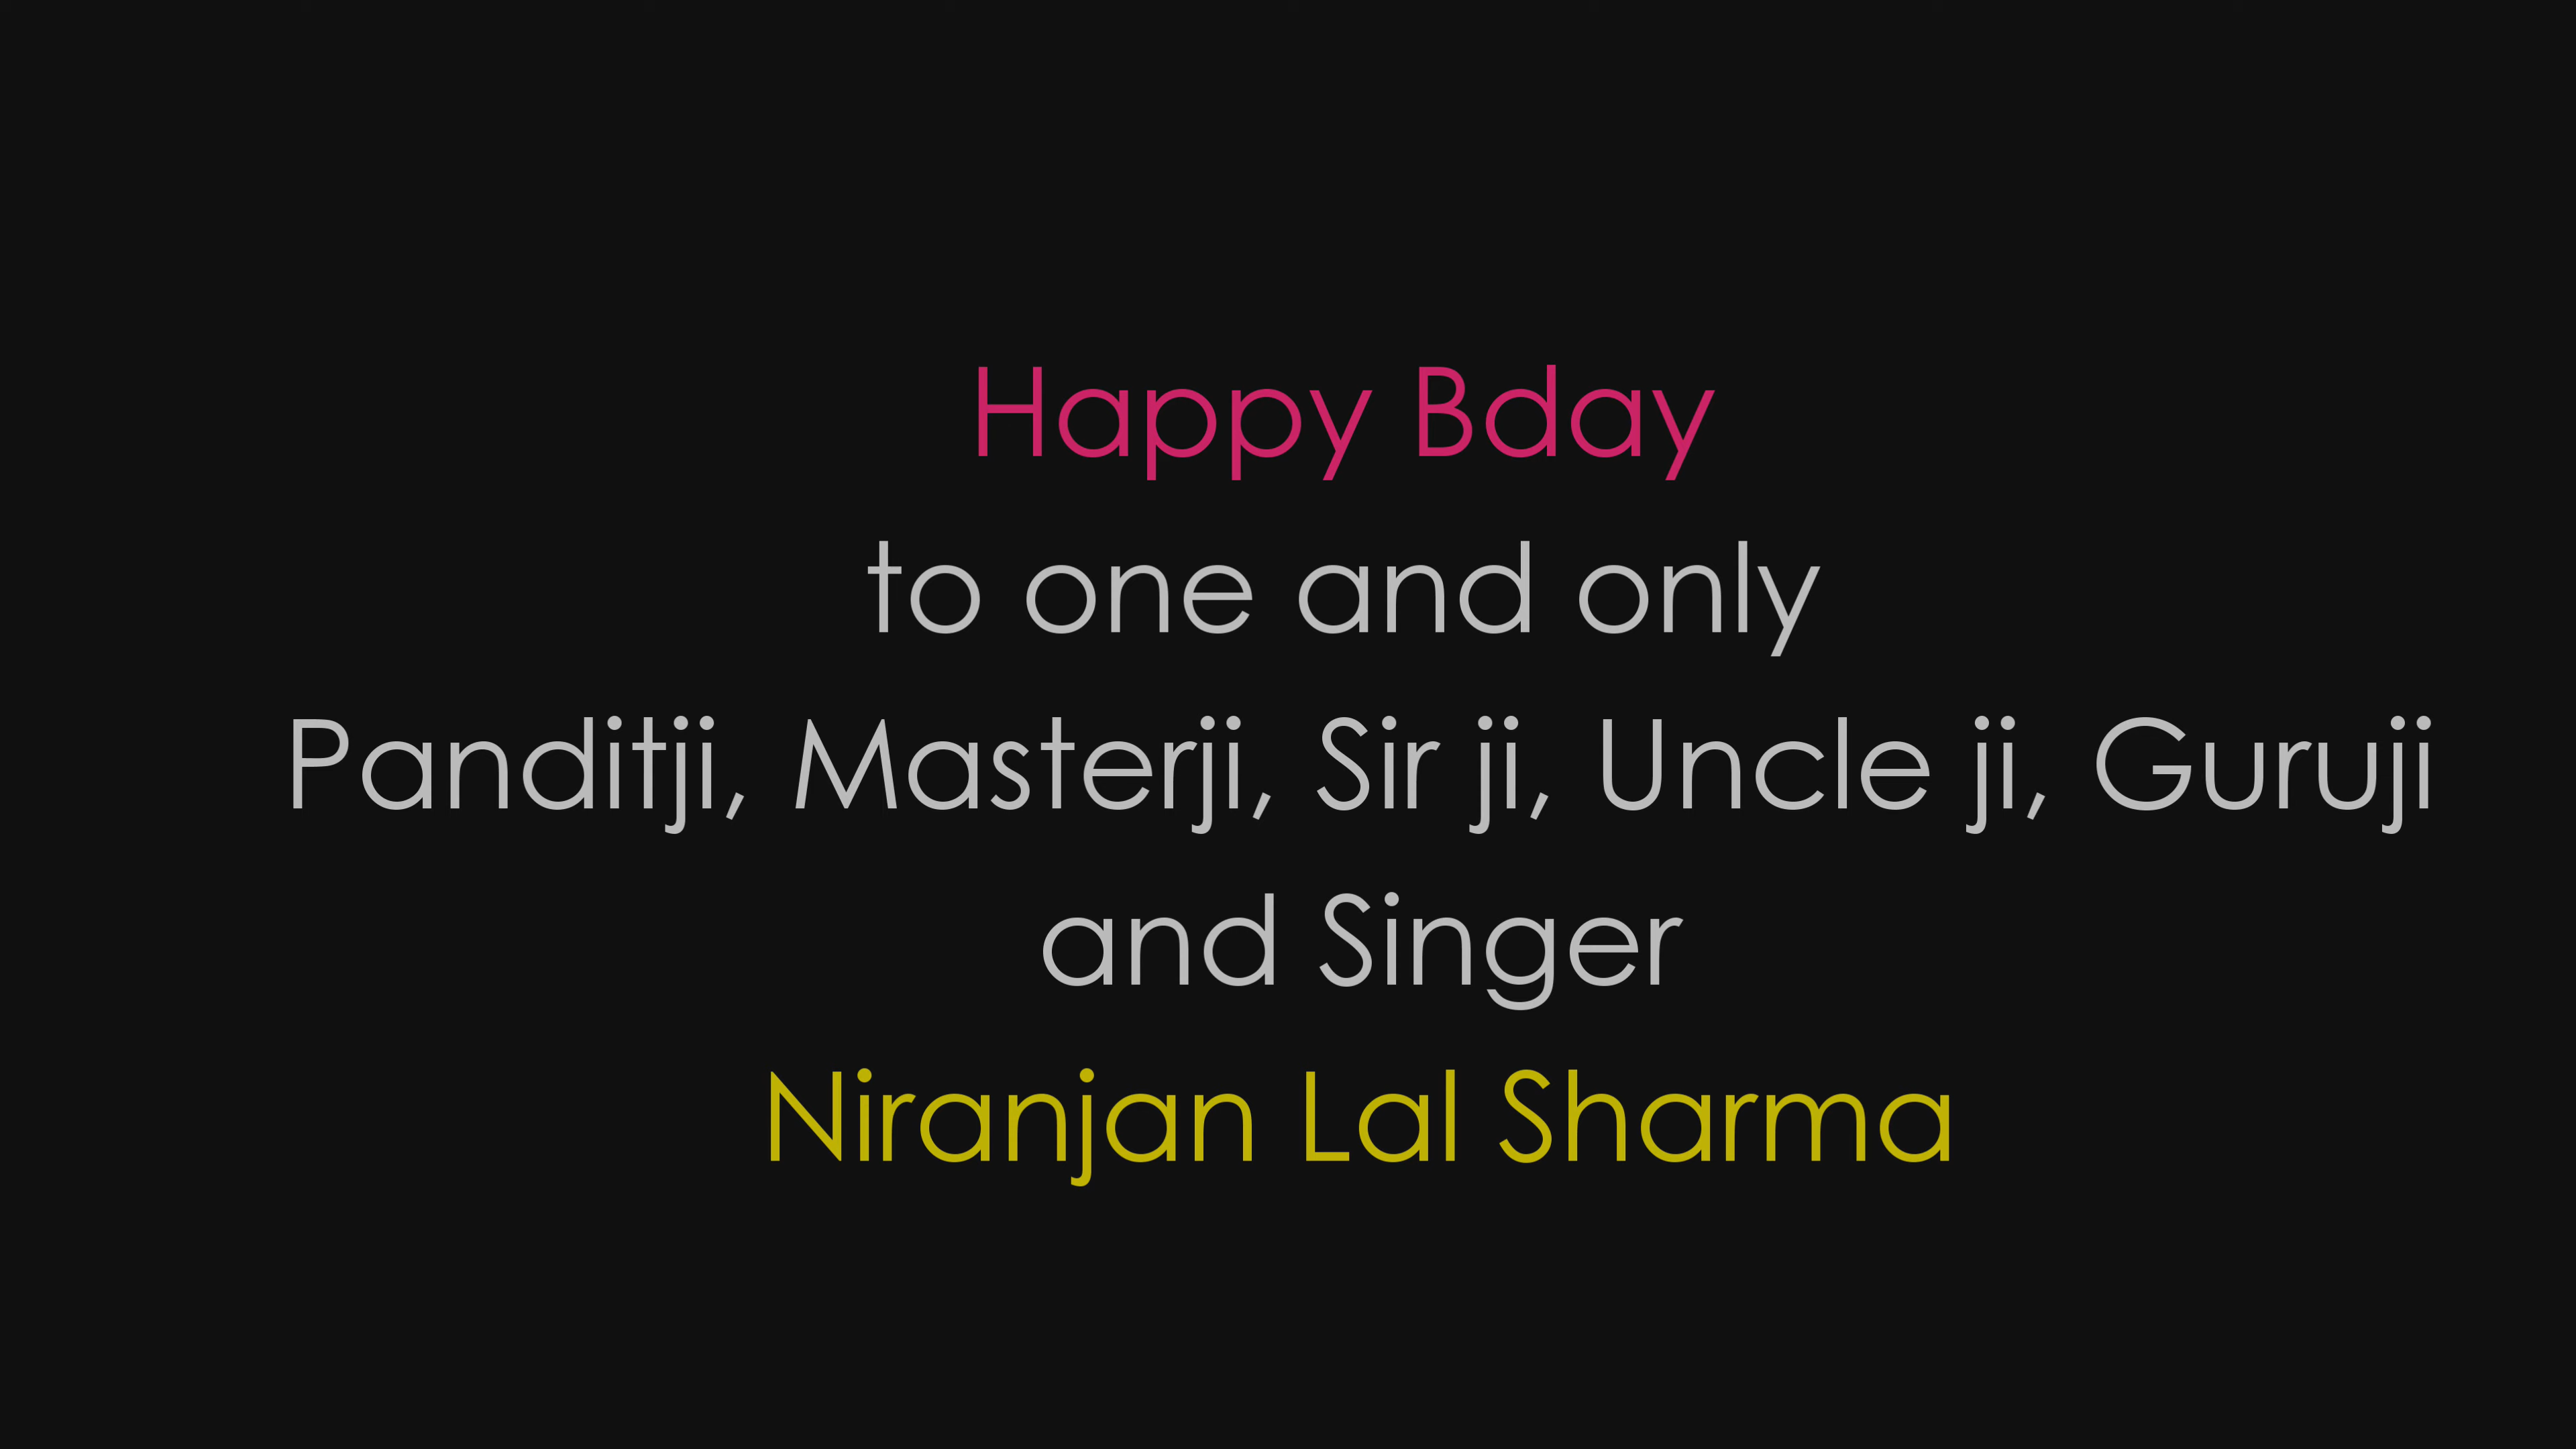 Happy Bday
to one and only
Panditji, Masterji, Sir ji, Uncle ji, Guruji
and Singer
Niranjan Lal Sharma